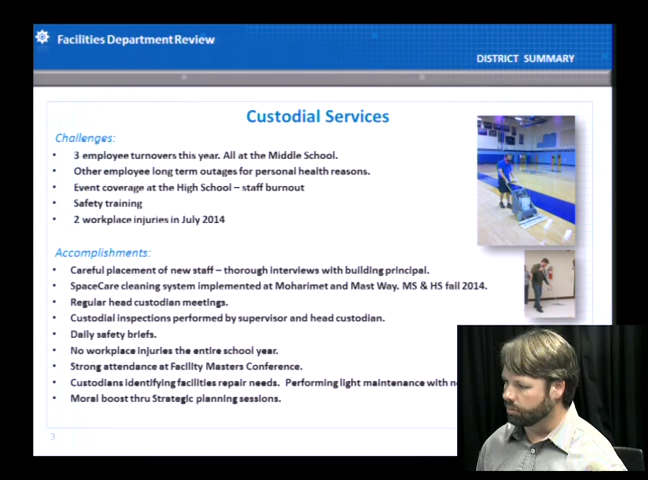 Facilities Department Review
DISTRICT SUMMARY
Custodial Services
Challenges:
• 3 employee turnovers this year. All at the Middle School.
• Other employee long term outages for personal health reasons.
• Event coverage at the High School – staff burnout
• Safety training
• 2 workplace injuries in July 2014
Accomplishments:
• Careful placement of new staff – thorough interviews with building principal.
• SpaceCare cleaning system implemented at Moharimet and Mast Way. MS & HS fall 2014.
• Regular head custodian meetings.
• Custodial inspections performed by supervisor and head custodian.
• Daily safety briefs.
• No workplace injuries the entire school year.
• Strong attendance at Facility Masters Conference.
• Custodians identifying facilities repair needs. Performing light maintenance with
• Moral boost thru Strategic planning sessions.
3